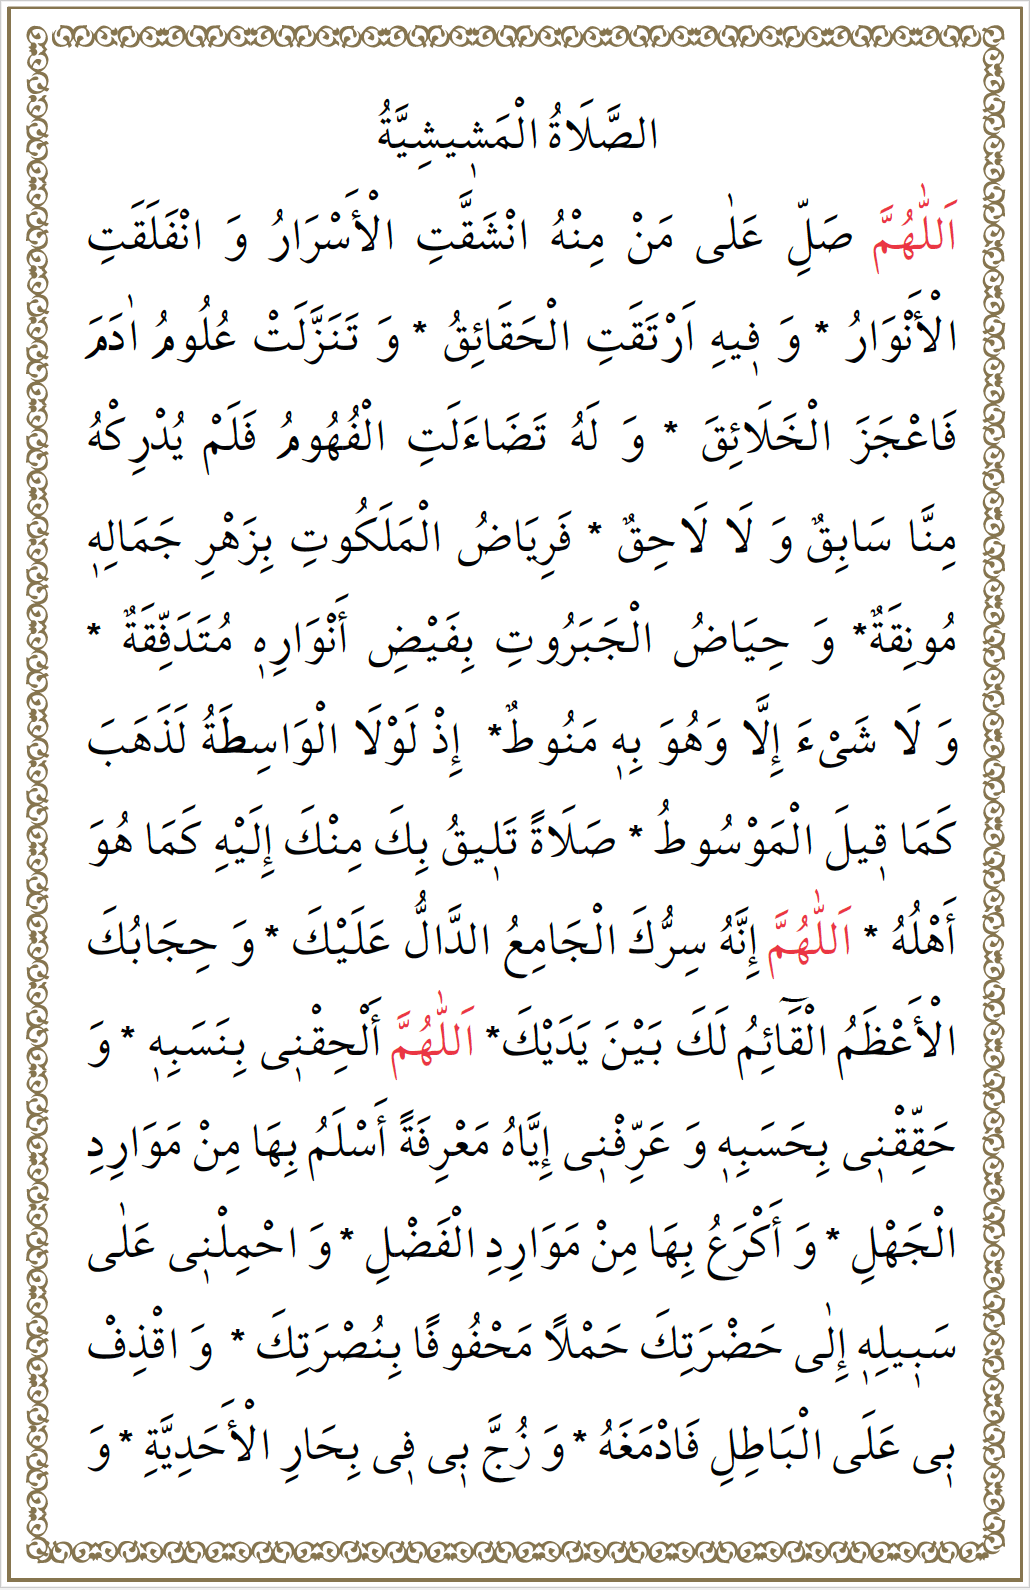 الصَّلَاةُ الْمَشٖيشِيَّةُ
اَللّٰهُمَّ صَلِّ عَلٰى مَنْ مِنْهُ انْشَقَّتِ الْأَسْرَارُ وَ انْفَلَقَتِ
الْأَنْوَارُ * وَ فٖيهِ اَرْتَقَتِ الْحَقَائِقُ * وَ تَنَزَّلَتْ عُلُومُ اٰدَمَ
فَاعْجَزَ الْخَلَائِقَ * وَ لَهُ تَضَاءَلَتِ الْفُهُومُ فَلَمْ يُدْرِكْهُ
مِنَّا سَابِقٌ وَ لَا لَاحِقٌ * فَرِيَاضُ الْمَلَكُوتِ بِزَهْرِ جَمَالِهٖ
مُونِقَةٌ* وَ حِيَاضُ الْجَبَرُوتِ بِفَيْضِ أَنْوَارِهٖ مُتَدَفِّقَةٌ *
وَ لَا شَىْءَ إِلَّا وَهُوَ بِهٖ مَنُوطٌ* إِذْ لَوْلَا الْوَاسِطَةُ لَذَهَبَ
كَمَا قٖيلَ الْمَوْسُوطُ * صَلَاةً تَلٖيقُ بِكَ مِنْكَ إِلَيْهِ كَمَا هُوَ
أَهْلُهُ * اَللّٰهُمَّ إِنَّهُ سِرُّكَ الْجَامِعُ الدَّالُّ عَلَيْكَ * وَ حِجَابُكَ
الْأَعْظَمُ الْقَٓائِمُ لَكَ بَيْنَ يَدَيْكَ* اَللّٰهُمَّ أَلْحِقْنٖى بِنَسَبِهٖ * وَ
حَقِّقْنٖى بِحَسَبِهٖ وَ عَرِّفْنٖى إِيَّاهُ مَعْرِفَةً أَسْلَمُ بِهَا مِنْ مَوَارِدِ
الْجَهْلِ * وَ أَكْرَعُ بِهَا مِنْ مَوَارِدِ الْفَضْلِ * وَ احْمِلْنٖى عَلٰى
سَبٖيلِهٖ إِلٰى حَضْرَتِكَ حَمْلًا مَحْفُوفًا بِنُصْرَتِكَ * وَ اقْذِفْ
بٖى عَلَى الْبَاطِلِ فَادْمَغَهُ * وَ زُجَّ بٖى فٖى بِحَارِ الْأَحَدِيَّةِ * وَ